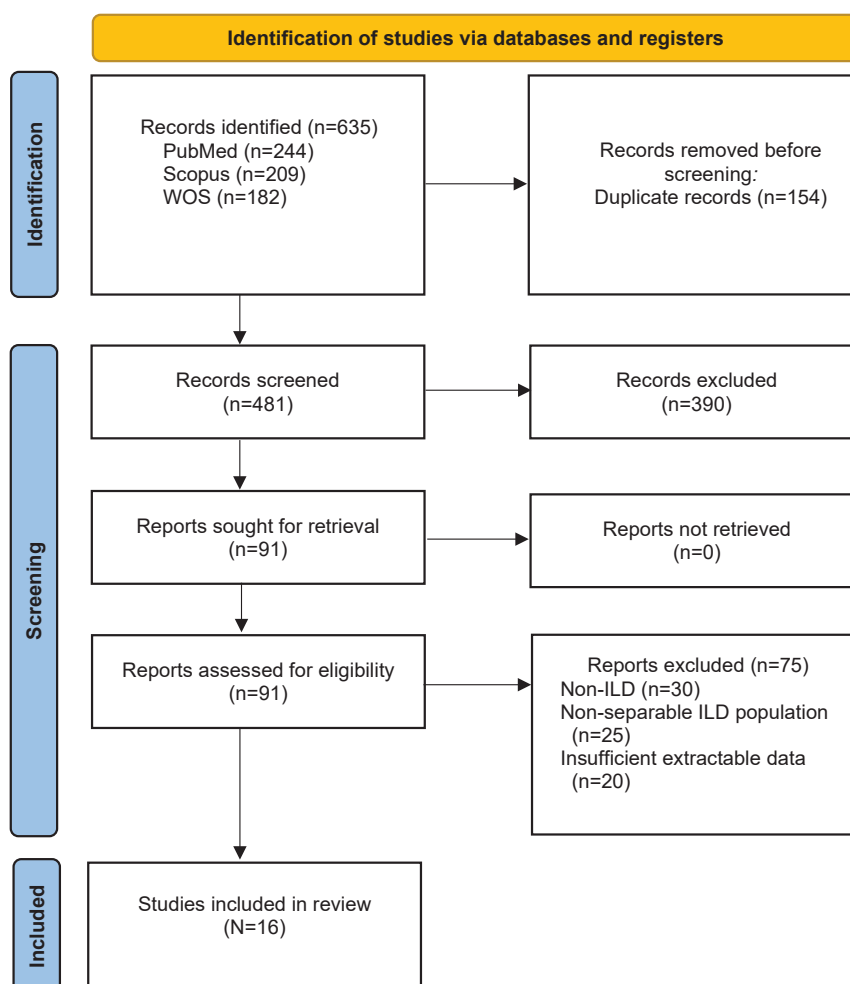 Identification of studies via databases and registers
Identification
Records identified (n=635)
PubMed (n=244)
Scopus (n=209)
WOS (n=182)
Records removed before
screening:
Duplicate records (n=154)
Screening
Records screened
(n=481)
Records excluded
(n=390)
Reports sought for retrieval
(n=91)
Reports not retrieved
(n=0)
Reports assessed for eligibility
(n=91)
Reports excluded (n=75)
Non-ILD (n=30)
Non-separable ILD population
(n=25)
Insufficient extractable data
(n=20)
Included
Studies included in review
(N=16)